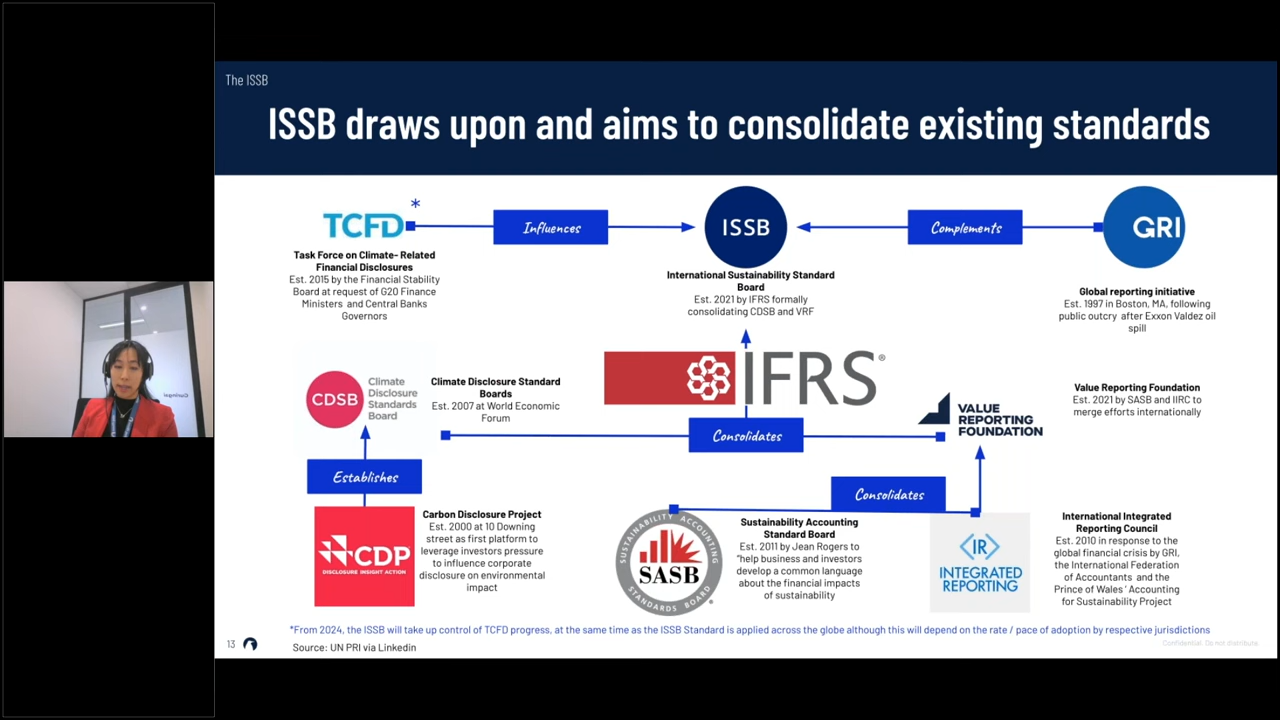 The ISSB
ISSB draws upon and aims to consolidate existing standards
TCFD
*
Influences
ISSB
Complements
GRI
Task Force on Climate- Related
Financial Disclosures
Est. 2015 by the Financial Stability
Board at request of G20 Finance
Ministers and Central Banks
Governors
International Sustainability Standard
Board
Est. 2021 by IFRS formally
consolidating CDSB and VRF
Global reporting initiative
Est. 1997 in Boston, MA, following
public outcry after Exxon Valdez oil
spill
IFRS®
CDSB
Climate
Disclosure
Standards
Board
Climate Disclosure Standard
Boards
Est. 2007 at World Economic
Forum
Consolidates
VALUE
REPORTING
FOUNDATION
Value Reporting Foundation
Est. 2021 by SASB and IIRC to
merge efforts internationally
Establishes
Consolidates
CDP
DISCLOSURE INSIGHT ACTION
Carbon Disclosure Project
Est. 2000 at 10 Downing
street as first platform to
leverage investors pressure
to influence corporate
disclosure on environmental
impact
SUSTAINABILITY ACCOUNTING
SASB
STANDARDS BOARD
Sustainability Accounting
Standard Board
Est. 2011 by Jean Rogers to
"help business and investors
develop a common language
about the financial impacts
of sustainability
<IR>
INTEGRATED
REPORTING
International Integrated
Reporting Council
Est. 2010 in response to the
global financial crisis by GRI,
the International Federation
of Accountants and the
Prince of Wales ' Accounting
for Sustainability Project
*From 2024, the ISSB will take up control of TCFD progress, at the same time as the ISSB Standard is applied across the globe although this will depend on the rate / pace of adoption by respective jurisdictions
13
Source: UN PRI via Linkedin
Confidential. Do not distribute.